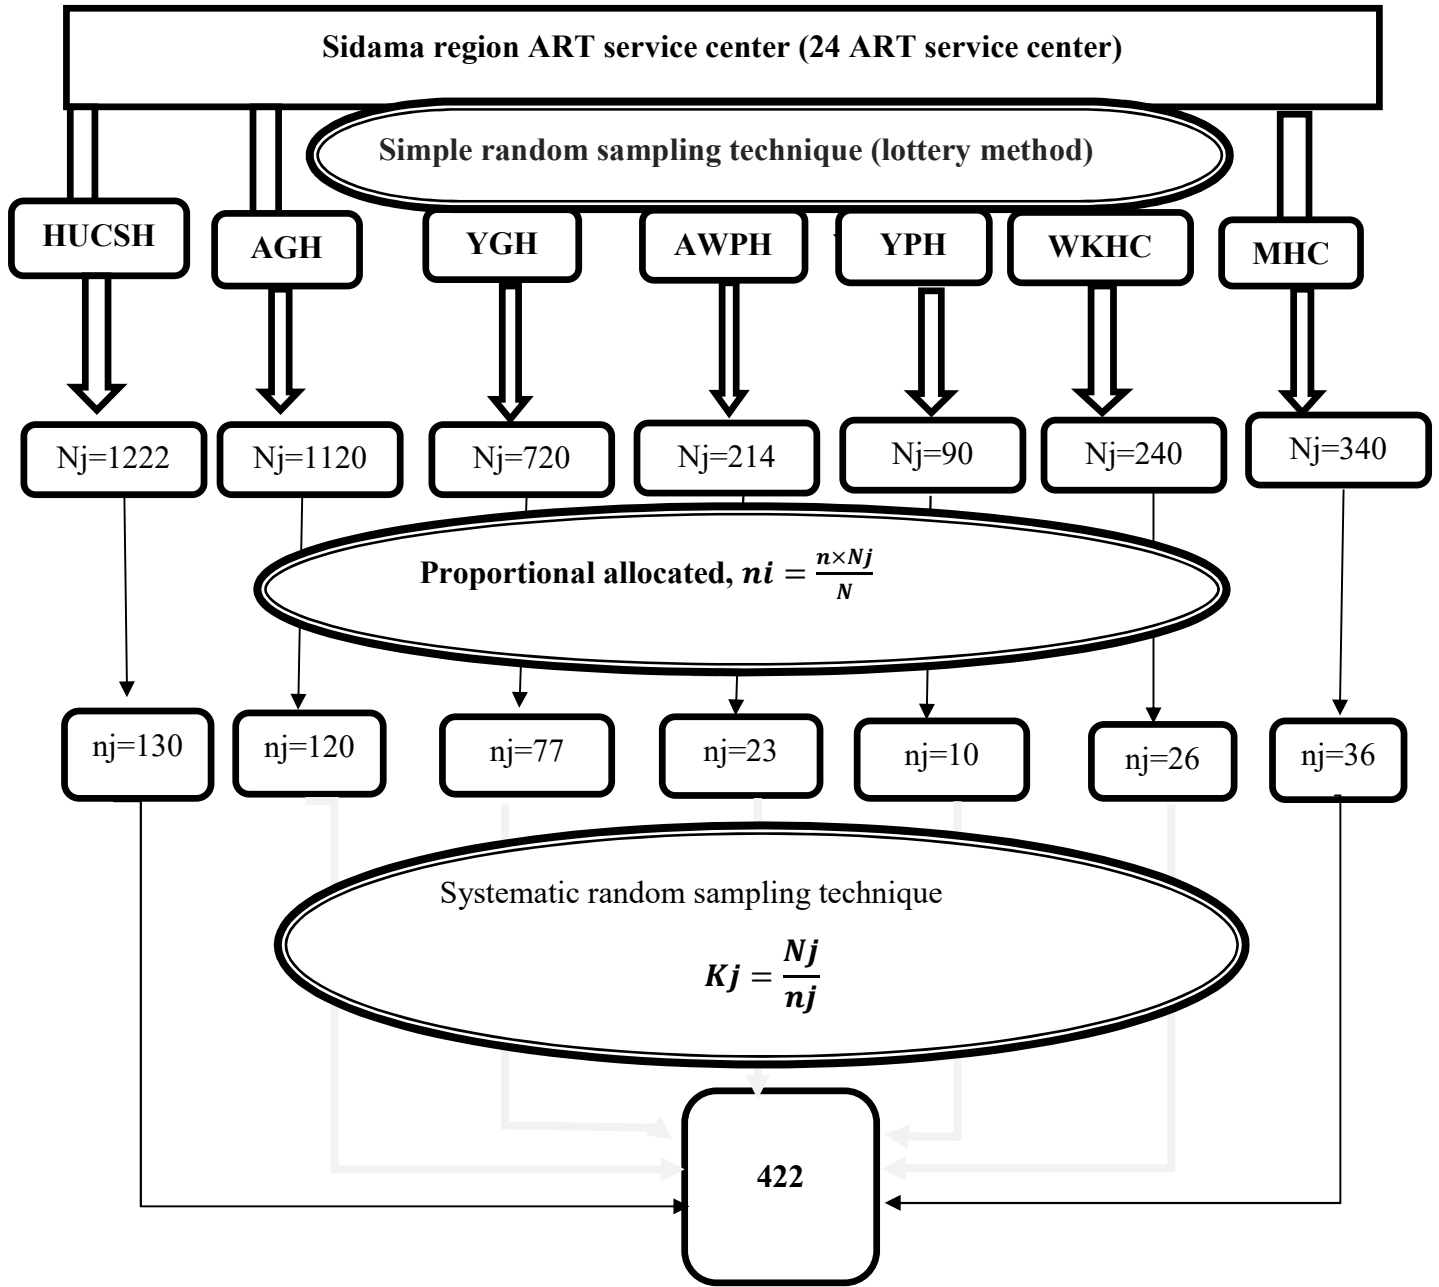 Sidama region ART service center (24 ART service center)
Simple random sampling technique (lottery method)
HUCSH
AGH
YGH
AWPH
YPH
WKHC
MHC
Nj=1222
Nj=1120
Nj=720
Nj=214
Nj=90
Nj=240
Nj=340
Proportional allocated, ni = n×Nj/N
nj=130
nj=120
nj=77
nj=23
nj=10
nj=26
nj=36
Systematic random sampling technique
Kj = Nj/nj
422